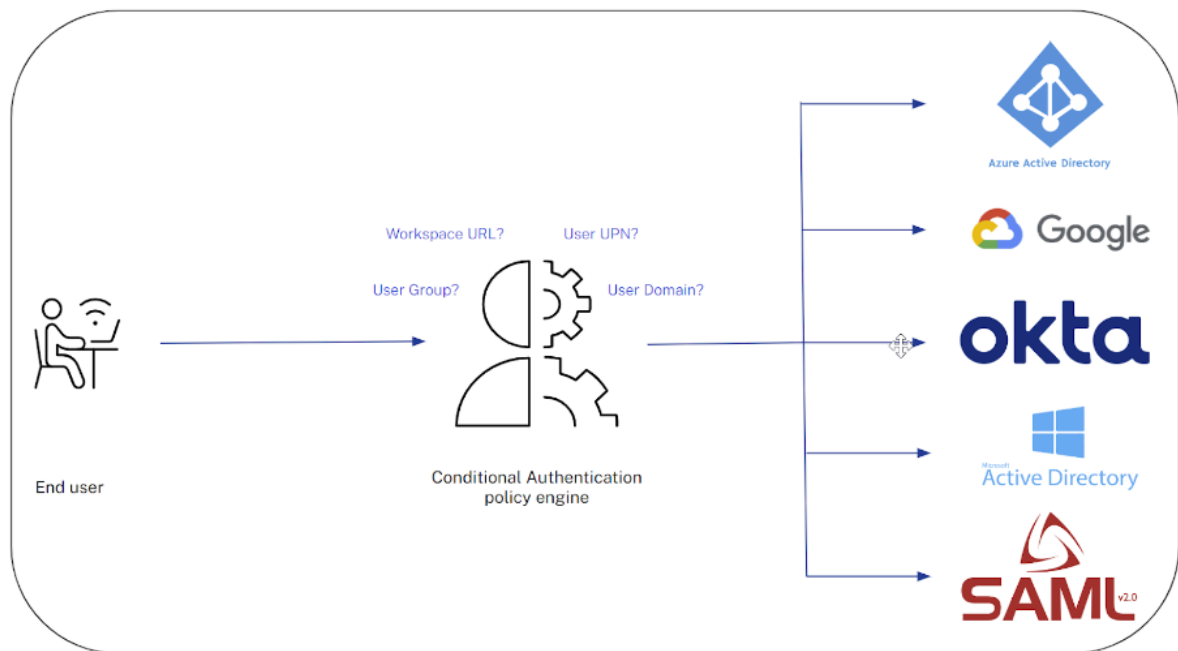 Azure Active Directory
Google
Workspace URL?
User UPN?
User Group?
User Domain?
okta
Microsoft
Active Directory
End user
Conditional Authentication
policy engine
SAML v2.0